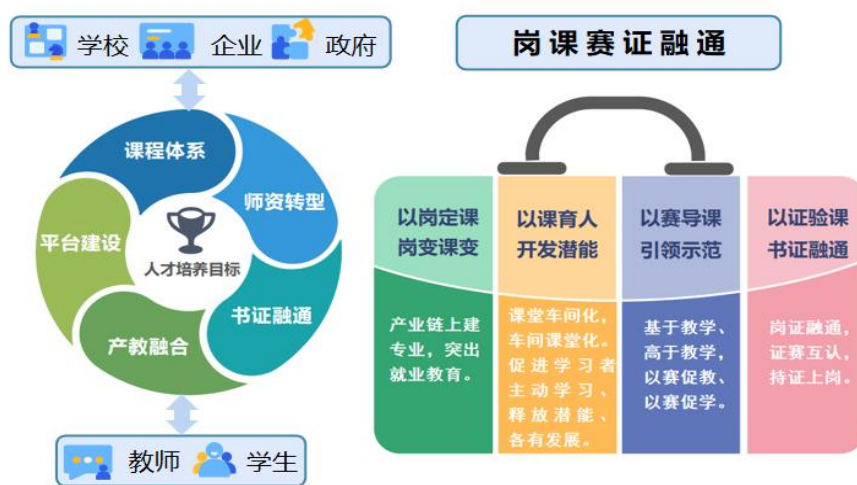 学校 企业 政府
课程体系
师资转型
书证融通
产教融合
平台建设
人才培养目标
教师 学生
岗课赛证融通
以岗定课
岗变课变
产业链上建
专业，突出
就业教育。
以课育人
开发潜能
课堂车间化，
车间课堂化。
促进学习者
主动学习、
释放潜能、
各有发展。
以赛导课
引领示范
基于教学、
高于教学，
以赛促教、
以赛促学。
以证验课
书证融通
岗证融通，
证赛互认，
持证上岗。